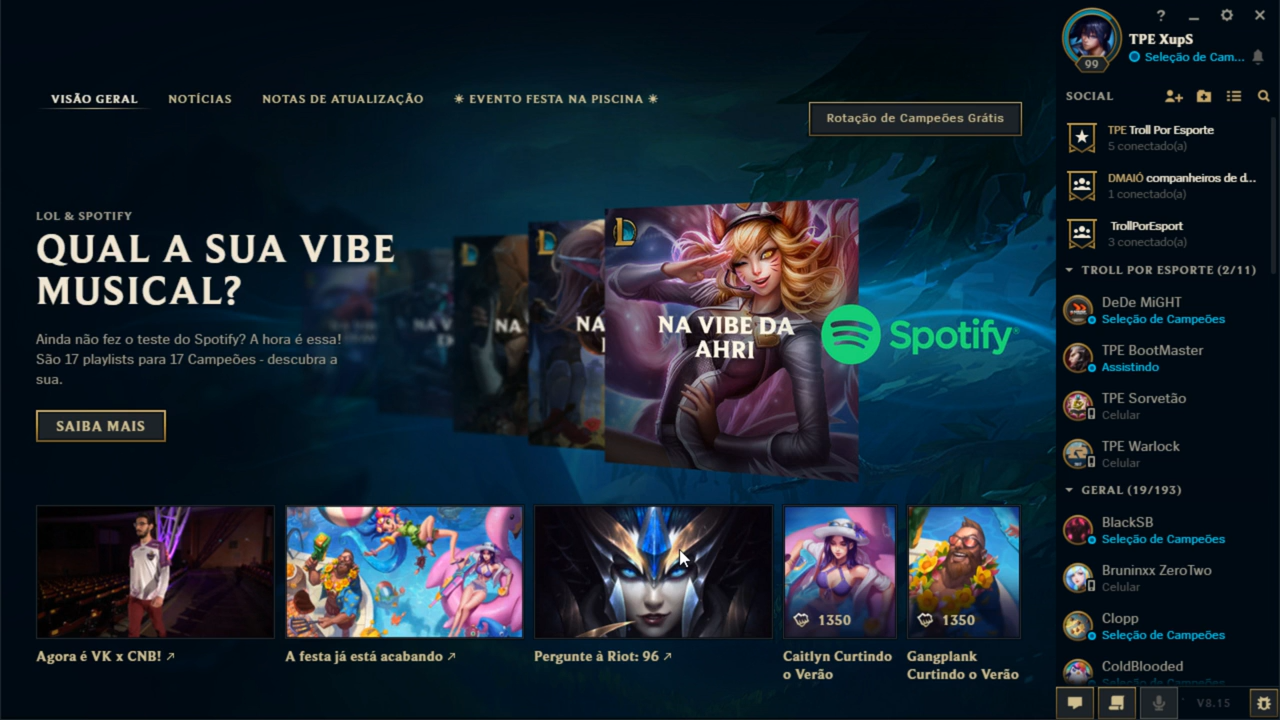 VISÃO GERAL
NOTÍCIAS
NOTAS DE ATUALIZAÇÃO
EVENTO FESTA NA PISCINA
Rotação de Campeões Grátis
LOL & SPOTIFY
QUAL A SUA VIBE
MUSICAL?
Ainda não fez o teste do Spotify? A hora é essa!
São 17 playlists para 17 Campeões - descubra a
sua.
SAIBA MAIS
NA VIBE DA
AHRI
Spotify
Agora é VK x CNB!
A festa já está acabando
Pergunte à Riot: 96
1350
Caitlyn Curtindo
o Verão
1350
Gangplank
Curtindo o Verão
?
99
TPE XupS
Seleção de Cam...
SOCIAL
TPE Troll Por Esporte
5 conectado(a)
DMAIÓ companheiros de d...
1 conectado(a)
TrollPorEsport
3 conectado(a)
TROLL POR ESPORTE (2/11)
DeDe MiGHT
Seleção de Campeões
TPE BootMaster
Assistindo
TPE Sorvetão
Celular
TPE Warlock
Celular
GERAL (19/193)
BlackSB
Seleção de Campeões
Bruninxx ZeroTwo
Celular
Clopp
Seleção de Campeões
ColdBlooded
Seleção de Campeões
V8.15